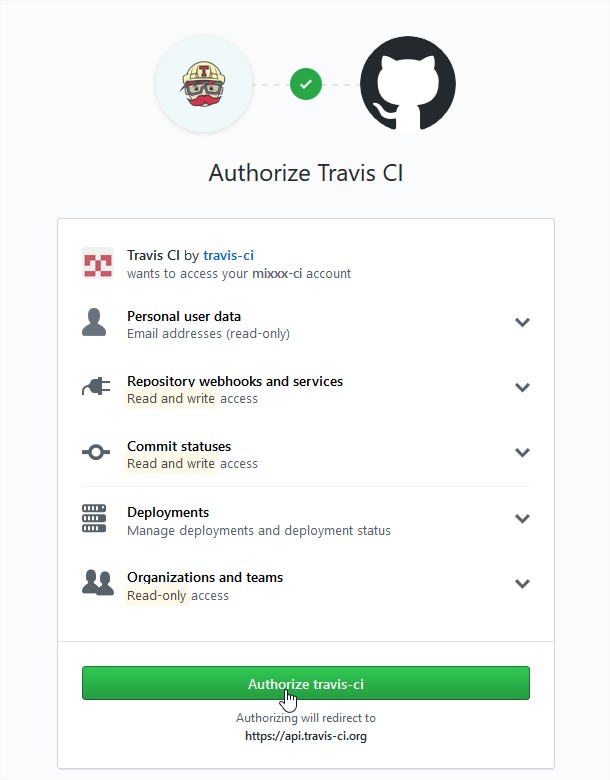 Authorize Travis CI
Travis CI by travis-ci
wants to access your mixxx-ci account
Personal user data
Email addresses (read-only)
Repository webhooks and services
Read and write access
Commit statuses
Read and write access
Deployments
Manage deployments and deployment status
Organizations and teams
Read-only access
Authorize travis-ci
Authorizing will redirect to
https://api.travis-ci.org